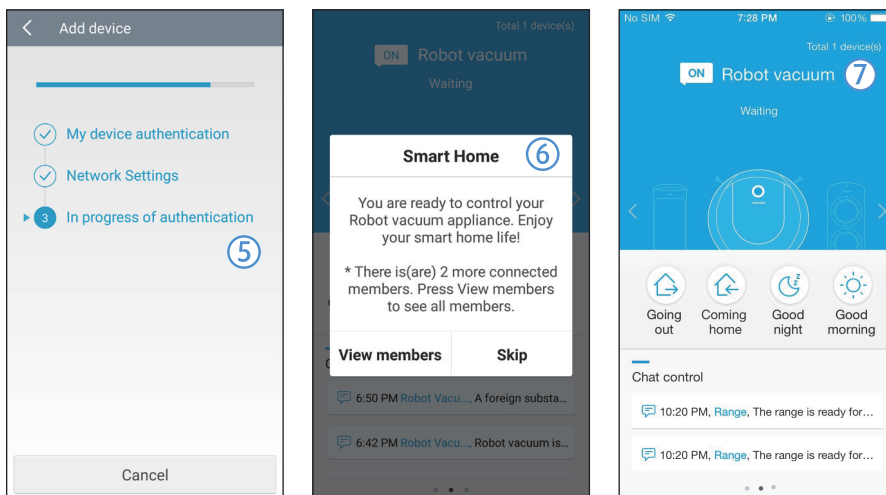 Add device
My device authentication
Network Settings
3 In progress of authentication
⑤
Cancel
Total 1 device(s)
ON Robot vacuum
Waiting
Smart Home ⑥
You are ready to control your
Robot vacuum appliance. Enjoy
your smart home life!
* There is(are) 2 more connected
members. Press View members
to see all members.
View members Skip
6:50 PM Robot Vacu..., A foreign substa...
6:42 PM Robot Vacu..., Robot vacuum is...
No SIM 7:28 PM 100%
Total 1 device(s)
ON Robot vacuum ⑦
Waiting
Going out
Coming home
Good night
Good morning
Chat control
10:20 PM, Range, The range is ready for...
10:20 PM, Range, The range is ready for...